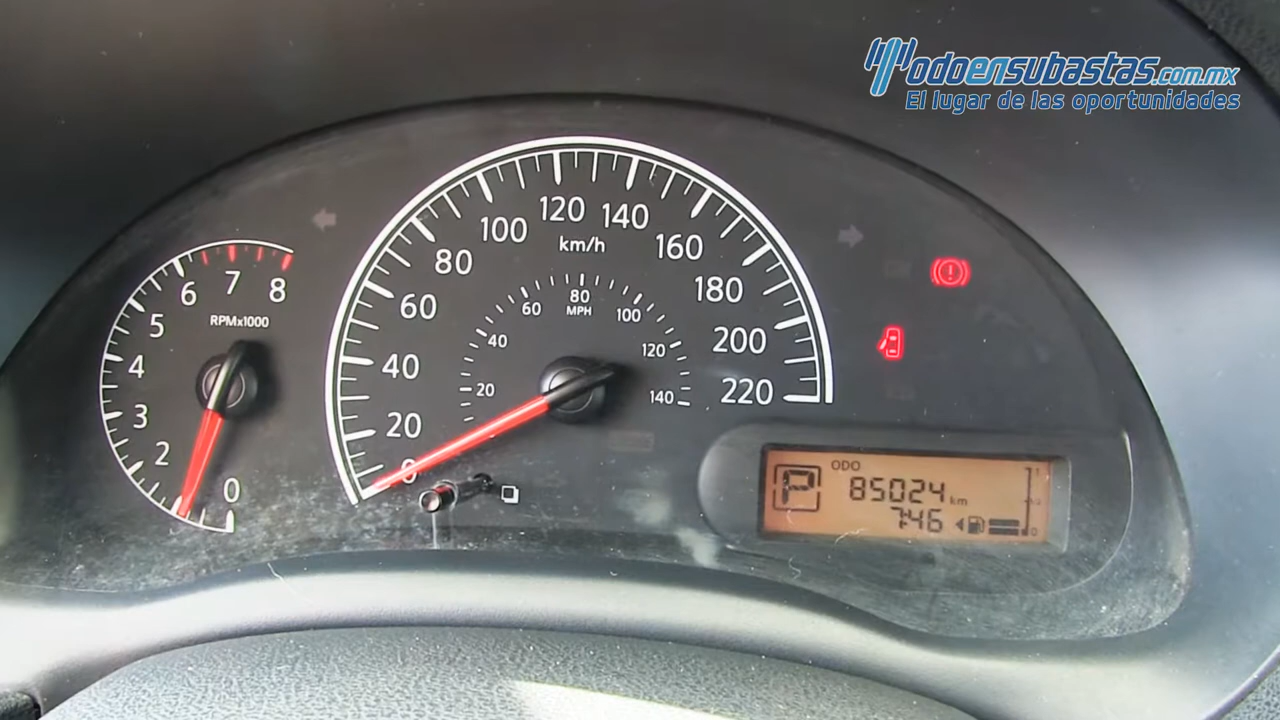 Todoensubastas.com.mx
El lugar de las oportunidades
0 20 40 60 80 100 120 140 160 180 200 220
km/h
20 40 60 80 100 120 140
MPH
0 2 3 4 5 6 7 8
RPMx1000
P
ODO
85024 km
7:46
1
0